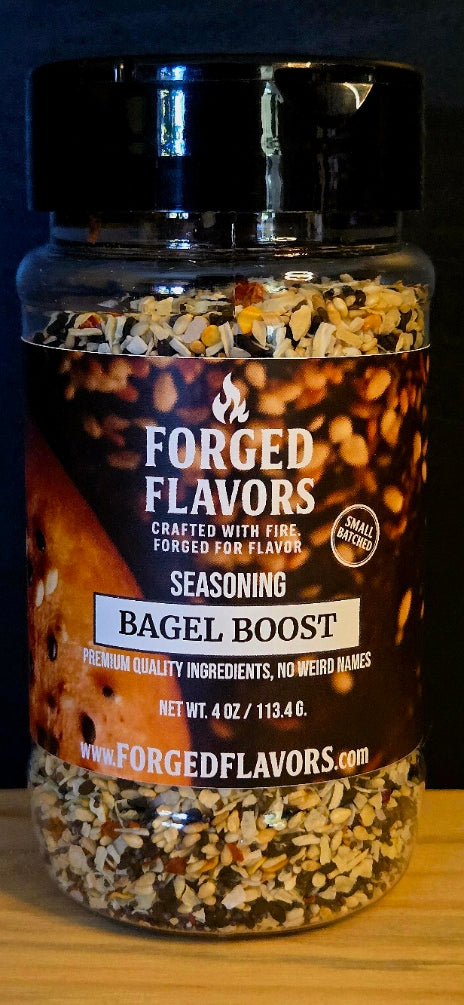 FORGED
FLAVORS
CRAFTED WITH FIRE.
FORGED FOR FLAVOR
SMALL
BATCHED
SEASONING
BAGEL BOOST
PREMIUM QUALITY INGREDIENTS, NO WEIRD NAMES
NET WT. 4 OZ / 113.4 G.
www.FORGEDFLAVORS.com